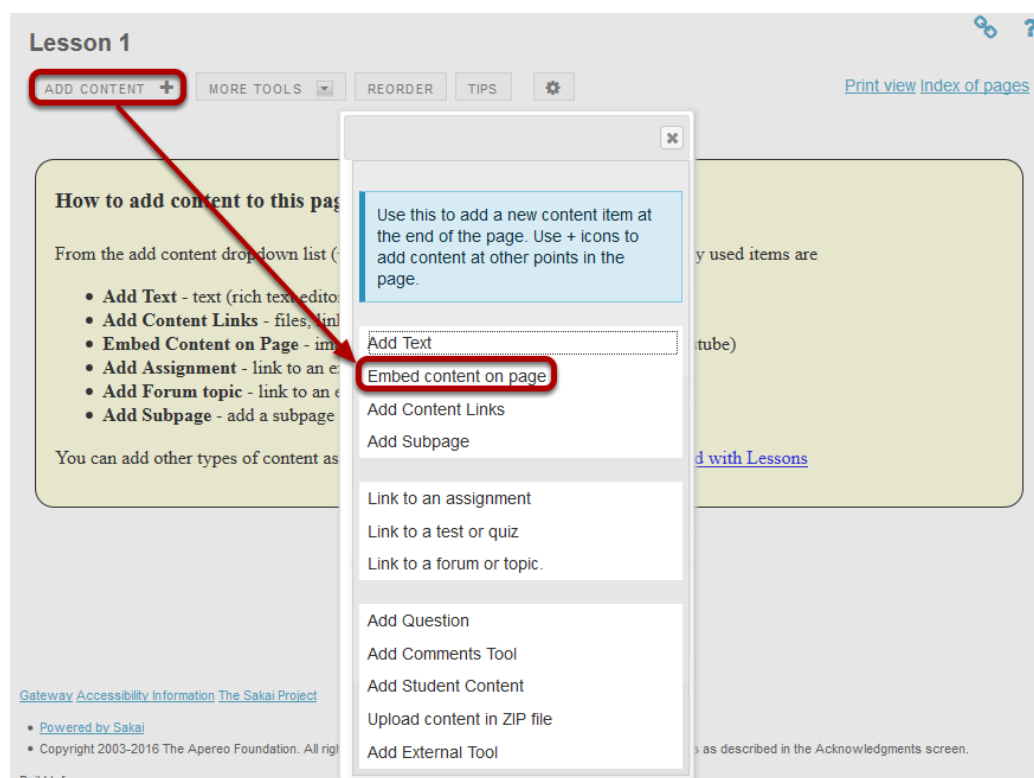 Lesson 1
?
ADD CONTENT + MORE TOOLS REORDER TIPS
Print view Index of pages
How to add content to this pag
From the add content dropdown list (
y used items are
• Add Text - text (rich text edito
• Add Content Links - files, lin
• Embed Content on Page - im
tube)
• Add Assignment - link to an e
• Add Forum topic - link to an e
• Add Subpage - add a subpage
You can add other types of content as
d with Lessons
Use this to add a new content item at
the end of the page. Use + icons to
add content at other points in the
page.
Add Text
Embed content on page
Add Content Links
Add Subpage
Link to an assignment
Link to a test or quiz
Link to a forum or topic.
Add Question
Add Comments Tool
Add Student Content
Upload content in ZIP file
Add External Tool
Gateway Accessibility Information The Sakai Project
• Powered by Sakai
• Copyright 2003-2016 The Apereo Foundation. All righ
s as described in the Acknowledgments screen.